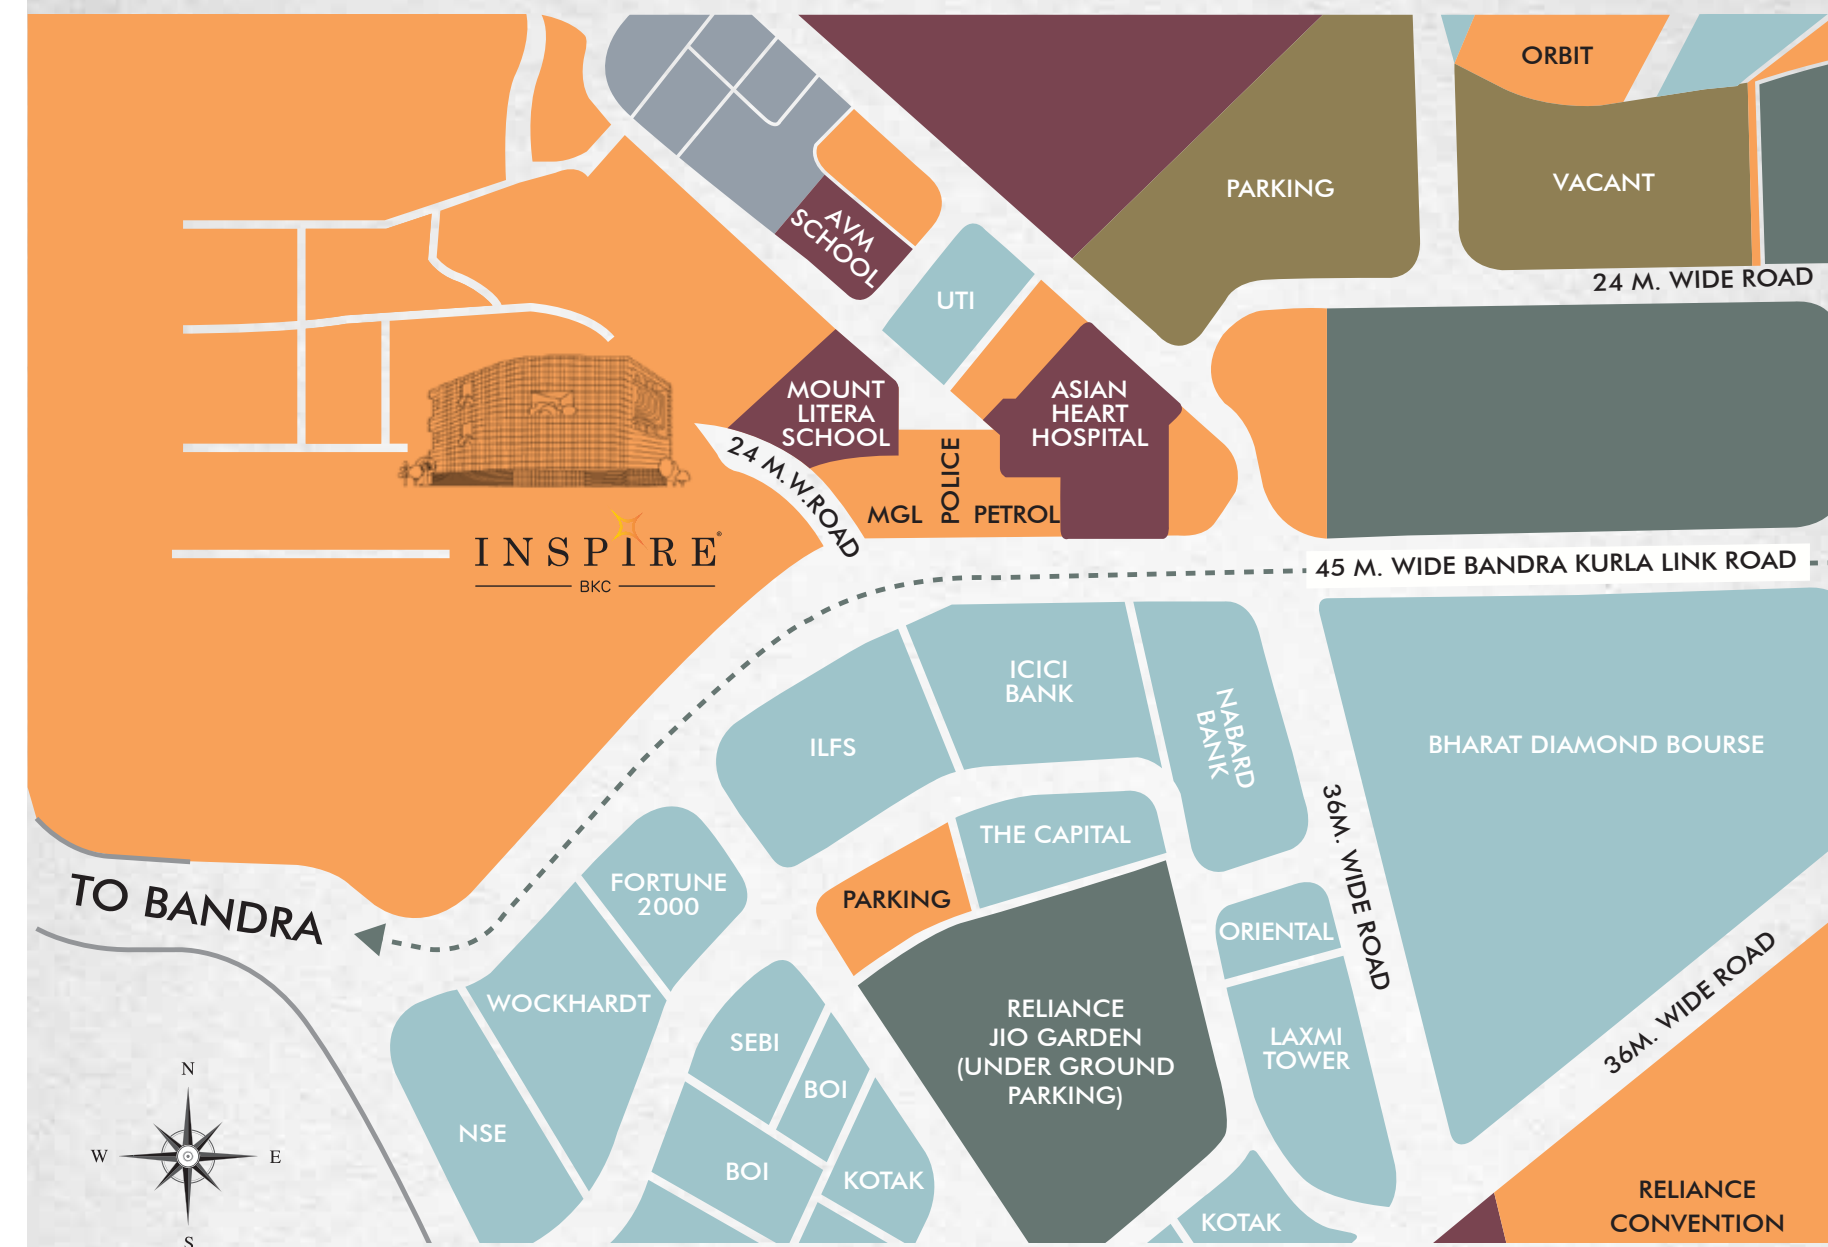 ORBIT
PARKING
VACANT
AVM
SCHOOL
24 M. WIDE ROAD
UTI
MOUNT
LITERA
SCHOOL
ASIAN
HEART
HOSPITAL
24 M.W.ROAD
POLICE
MGL
PETROL
INSPIRE®
BKC
45 M. WIDE BANDRA KURLA LINK ROAD
ICICI
BANK
NABARD
BANK
ILFS
BHARAT DIAMOND BOURSE
36M. WIDE ROAD
THE CAPITAL
FORTUNE
2000
PARKING
TO BANDRA
ORIENTAL
36M. WIDE ROAD
WOCKHARDT
SEBI
RELIANCE
JIO GARDEN
(UNDER GROUND
PARKING)
LAXMI
TOWER
BOI
NSE
BOI
KOTAK
KOTAK
RELIANCE
CONVENTION
N
W
E
S